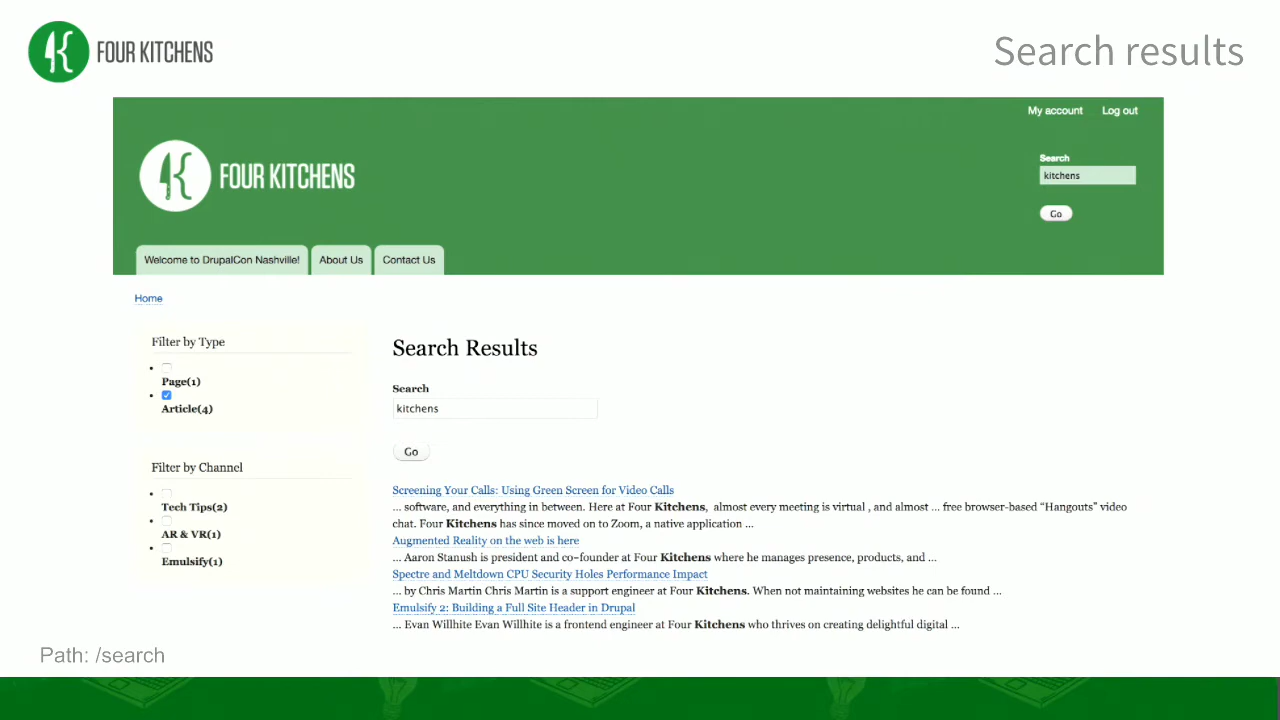 FOUR KITCHENS
Search results
My account Log out
FOUR KITCHENS
Search
kitchens
Go
Welcome to DrupalCon Nashville! About Us Contact Us
Home
Filter by Type
Page(1)
Article(4)
Filter by Channel
Tech Tips(2)
AR & VR(1)
Emulsify(1)
Search Results
Search
kitchens
Go
Screening Your Calls: Using Green Screen for Video Calls
... software, and everything in between. Here at Four Kitchens, almost every meeting is virtual , and almost ... free browser-based “Hangouts” video
chat. Four Kitchens has since moved on to Zoom, a native application ...
Augmented Reality on the web is here
... Aaron Stanush is president and co-founder at Four Kitchens where he manages presence, products, and ...
Spectre and Meltdown CPU Security Holes Performance Impact
... by Chris Martin Chris Martin is a support engineer at Four Kitchens. When not maintaining websites he can be found ...
Emulsify 2: Building a Full Site Header in Drupal
... Evan Willhite Evan Willhite is a frontend engineer at Four Kitchens who thrives on creating delightful digital ...
Path: /search